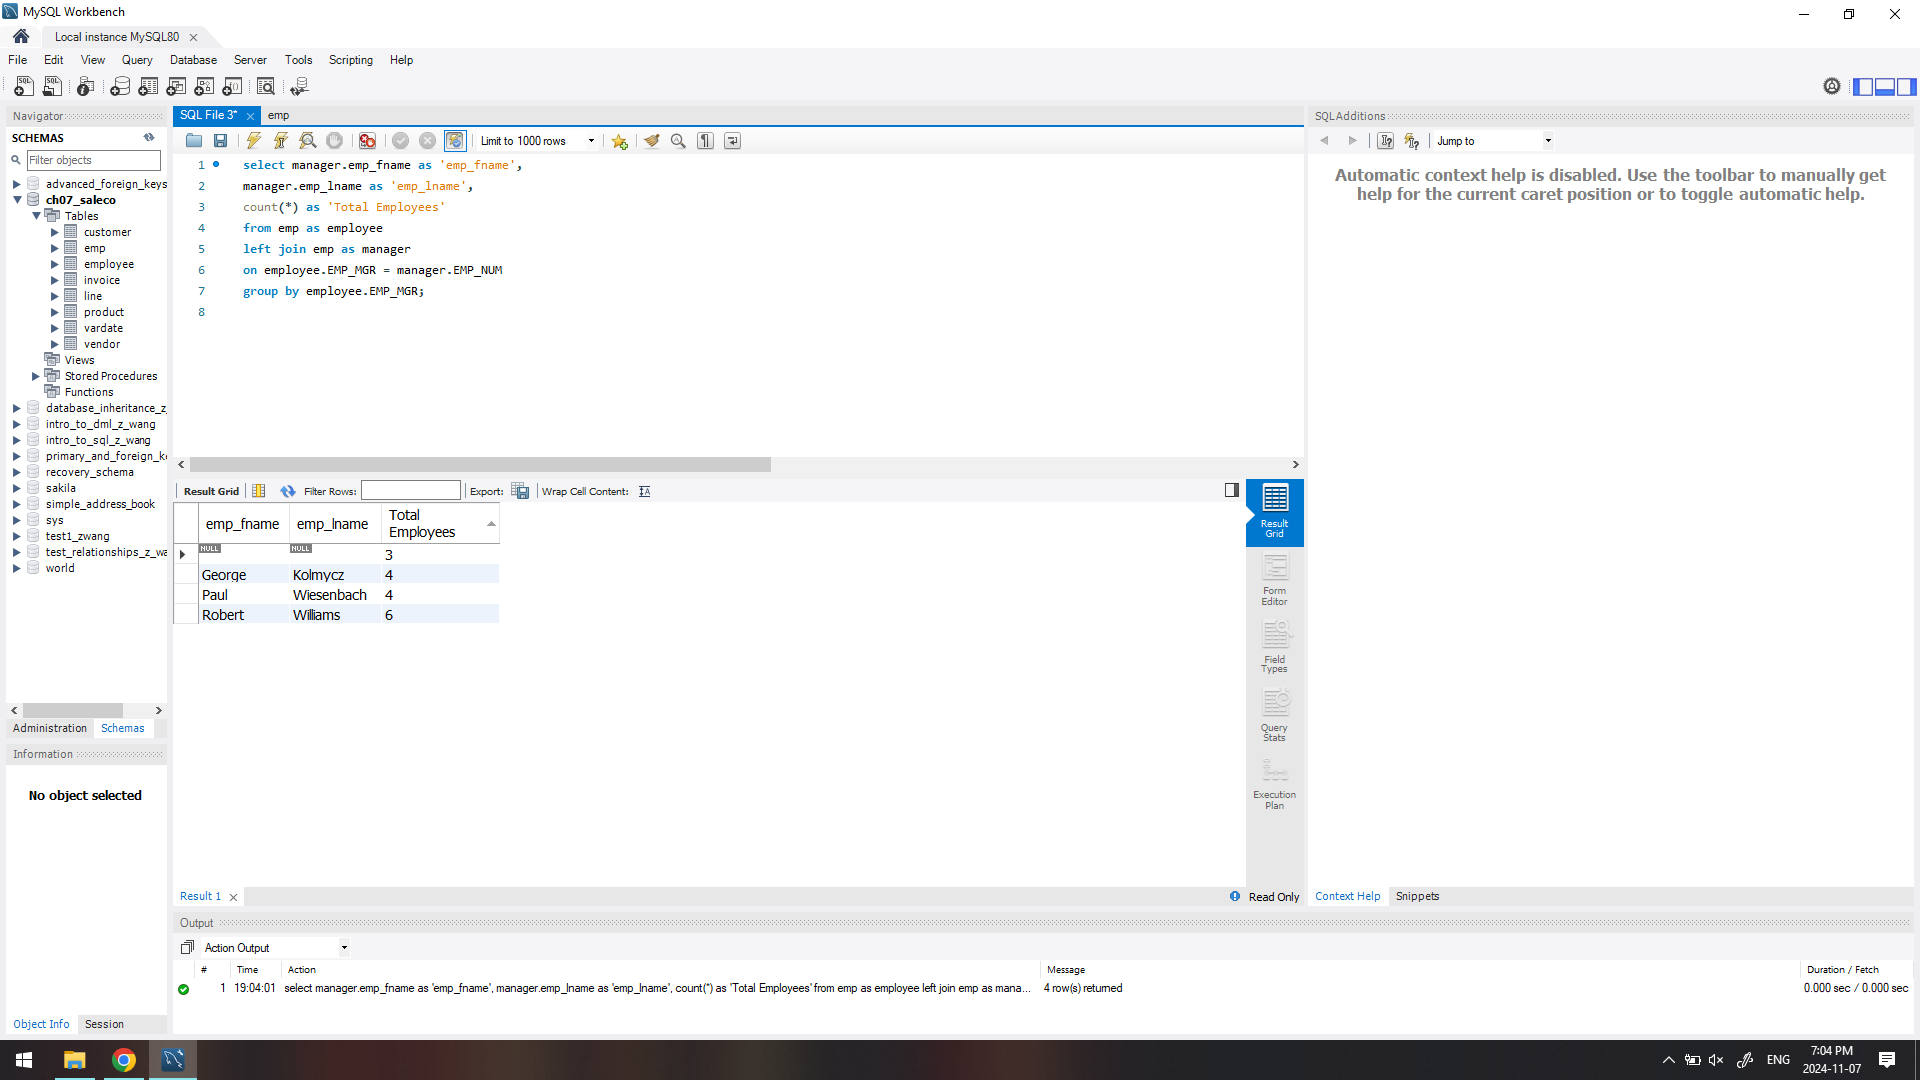 MySQL Workbench
Local instance MySQL80
File Edit View Query Database Server Tools Scripting Help
Navigator
SCHEMAS
Filter objects
advanced_foreign_keys
ch07_saleco
Tables
customer
emp
employee
invoice
line
product
vardate
vendor
Views
Stored Procedures
Functions
database_inheritance_z_
intro_to_dml_z_wang
intro_to_sql_z_wang
primary_and_foreign_k
recovery_schema
sakila
simple_address_book
sys
test1_zwang
test_relationships_z_wa
world
Administration Schemas
Information
No object selected
Object Info Session
SQL File 3* emp
Limit to 1000 rows
1 select manager.emp_fname as 'emp_fname',
2 manager.emp_lname as 'emp_lname',
3 count(*) as 'Total Employees'
4 from emp as employee
5 left join emp as manager
6 on employee.EMP_MGR = manager.EMP_NUM
7 group by employee.EMP_MGR;
8
Result Grid Filter Rows: Export: Wrap Cell Content:
emp_fname emp_lname Total Employees
NULL NULL 3
George Kolmycz 4
Paul Wiesenbach 4
Robert Williams 6
Result Grid
Form Editor
Field Types
Query Stats
Execution Plan
Result 1 Read Only
SQLAdditions
Jump to
Automatic context help is disabled. Use the toolbar to manually get
help for the current caret position or to toggle automatic help.
Context Help Snippets
Output
Action Output
# Time Action Message Duration / Fetch
1 19:04:01 select manager.emp_fname as 'emp_fname', manager.emp_lname as 'emp_lname', count(*) as 'Total Employees' from emp as employee left join emp as mana... 4 row(s) returned 0.000 sec / 0.000 sec
ENG
7:04 PM
2024-11-07